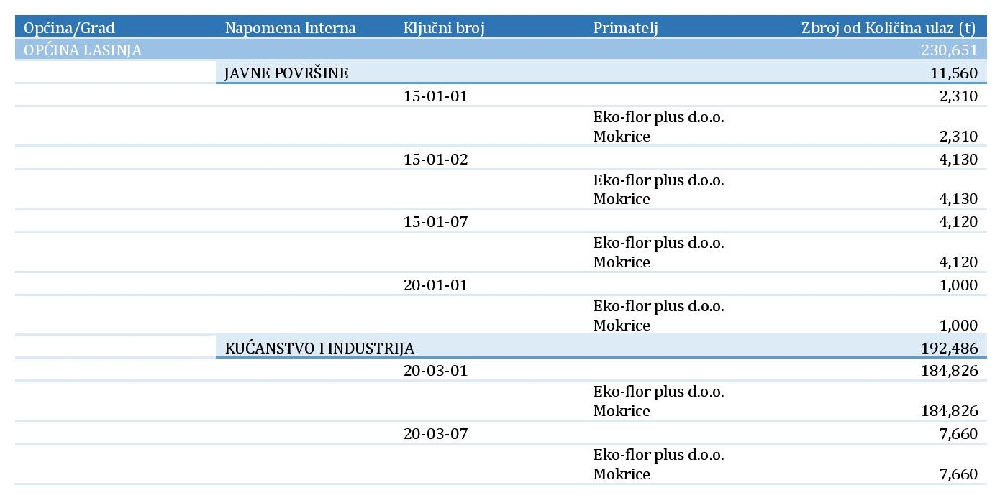 Općina/Grad Napomena Interna Ključni broj Primatelj Zbroj od Količina ulaz (t)
OPĆINA LASINJA 230,651
JAVNE POVRŠINE 11,560
15-01-01 2,310
Eko-flor plus d.o.o.
Mokrice 2,310
15-01-02 4,130
Eko-flor plus d.o.o.
Mokrice 4,130
15-01-07 4,120
Eko-flor plus d.o.o.
Mokrice 4,120
20-01-01 1,000
Eko-flor plus d.o.o.
Mokrice 1,000
KUĆANSTVO I INDUSTRIJA 192,486
20-03-01 184,826
Eko-flor plus d.o.o.
Mokrice 184,826
20-03-07 7,660
Eko-flor plus d.o.o.
Mokrice 7,660